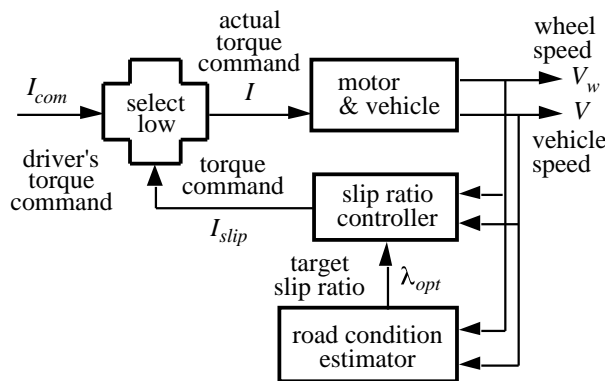 actual
torque
command
wheel
speed
I_com
select
low
I
motor
& vehicle
V_w
V
driver's
torque
command
torque
command
vehicle
speed
I_slip
slip ratio
controller
target
slip ratio
λ_opt
road condition
estimator